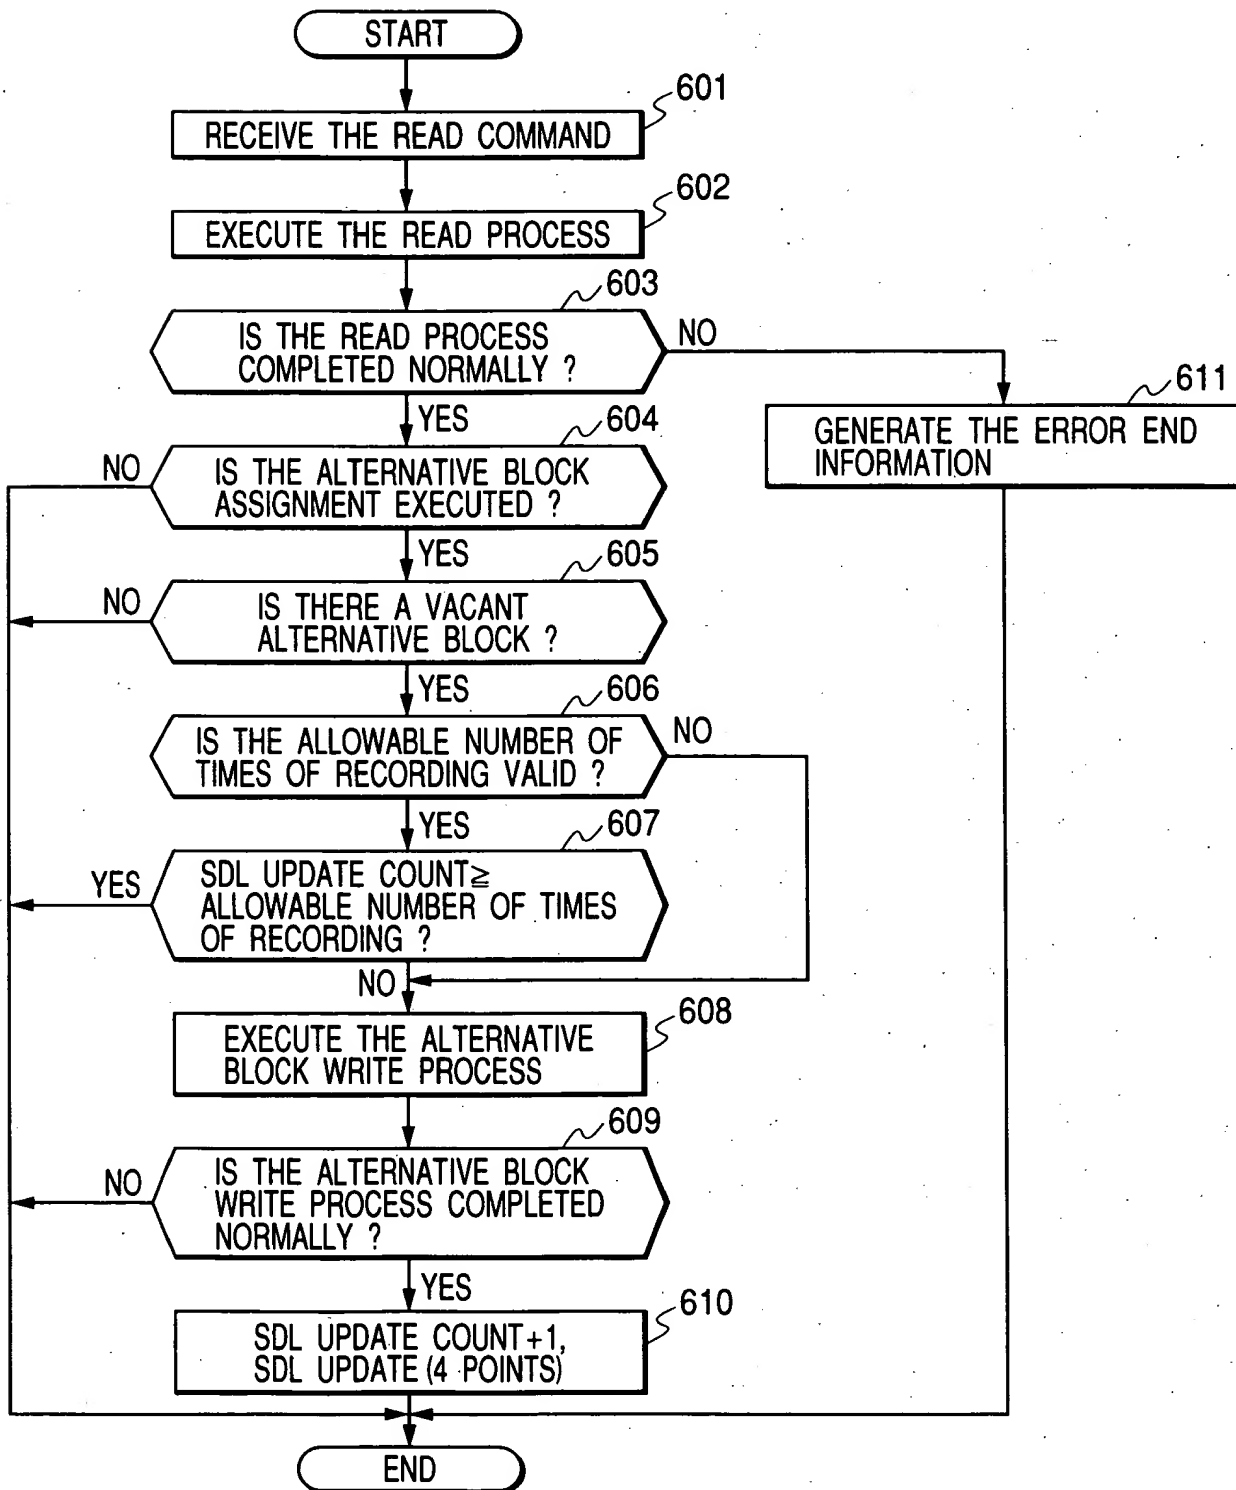 START
601
RECEIVE THE READ COMMAND
602
EXECUTE THE READ PROCESS
603
IS THE READ PROCESS
COMPLETED NORMALLY ?
NO
YES
611
GENERATE THE ERROR END
INFORMATION
604
NO
IS THE ALTERNATIVE BLOCK
ASSIGNMENT EXECUTED ?
YES
605
NO
IS THERE A VACANT
ALTERNATIVE BLOCK ?
YES
606
IS THE ALLOWABLE NUMBER OF
TIMES OF RECORDING VALID ?
NO
YES
607
YES
SDL UPDATE COUNT≧
ALLOWABLE NUMBER OF TIMES
OF RECORDING ?
NO
608
EXECUTE THE ALTERNATIVE
BLOCK WRITE PROCESS
609
NO
IS THE ALTERNATIVE BLOCK
WRITE PROCESS COMPLETED
NORMALLY ?
YES
610
SDL UPDATE COUNT+1,
SDL UPDATE (4 POINTS)
END